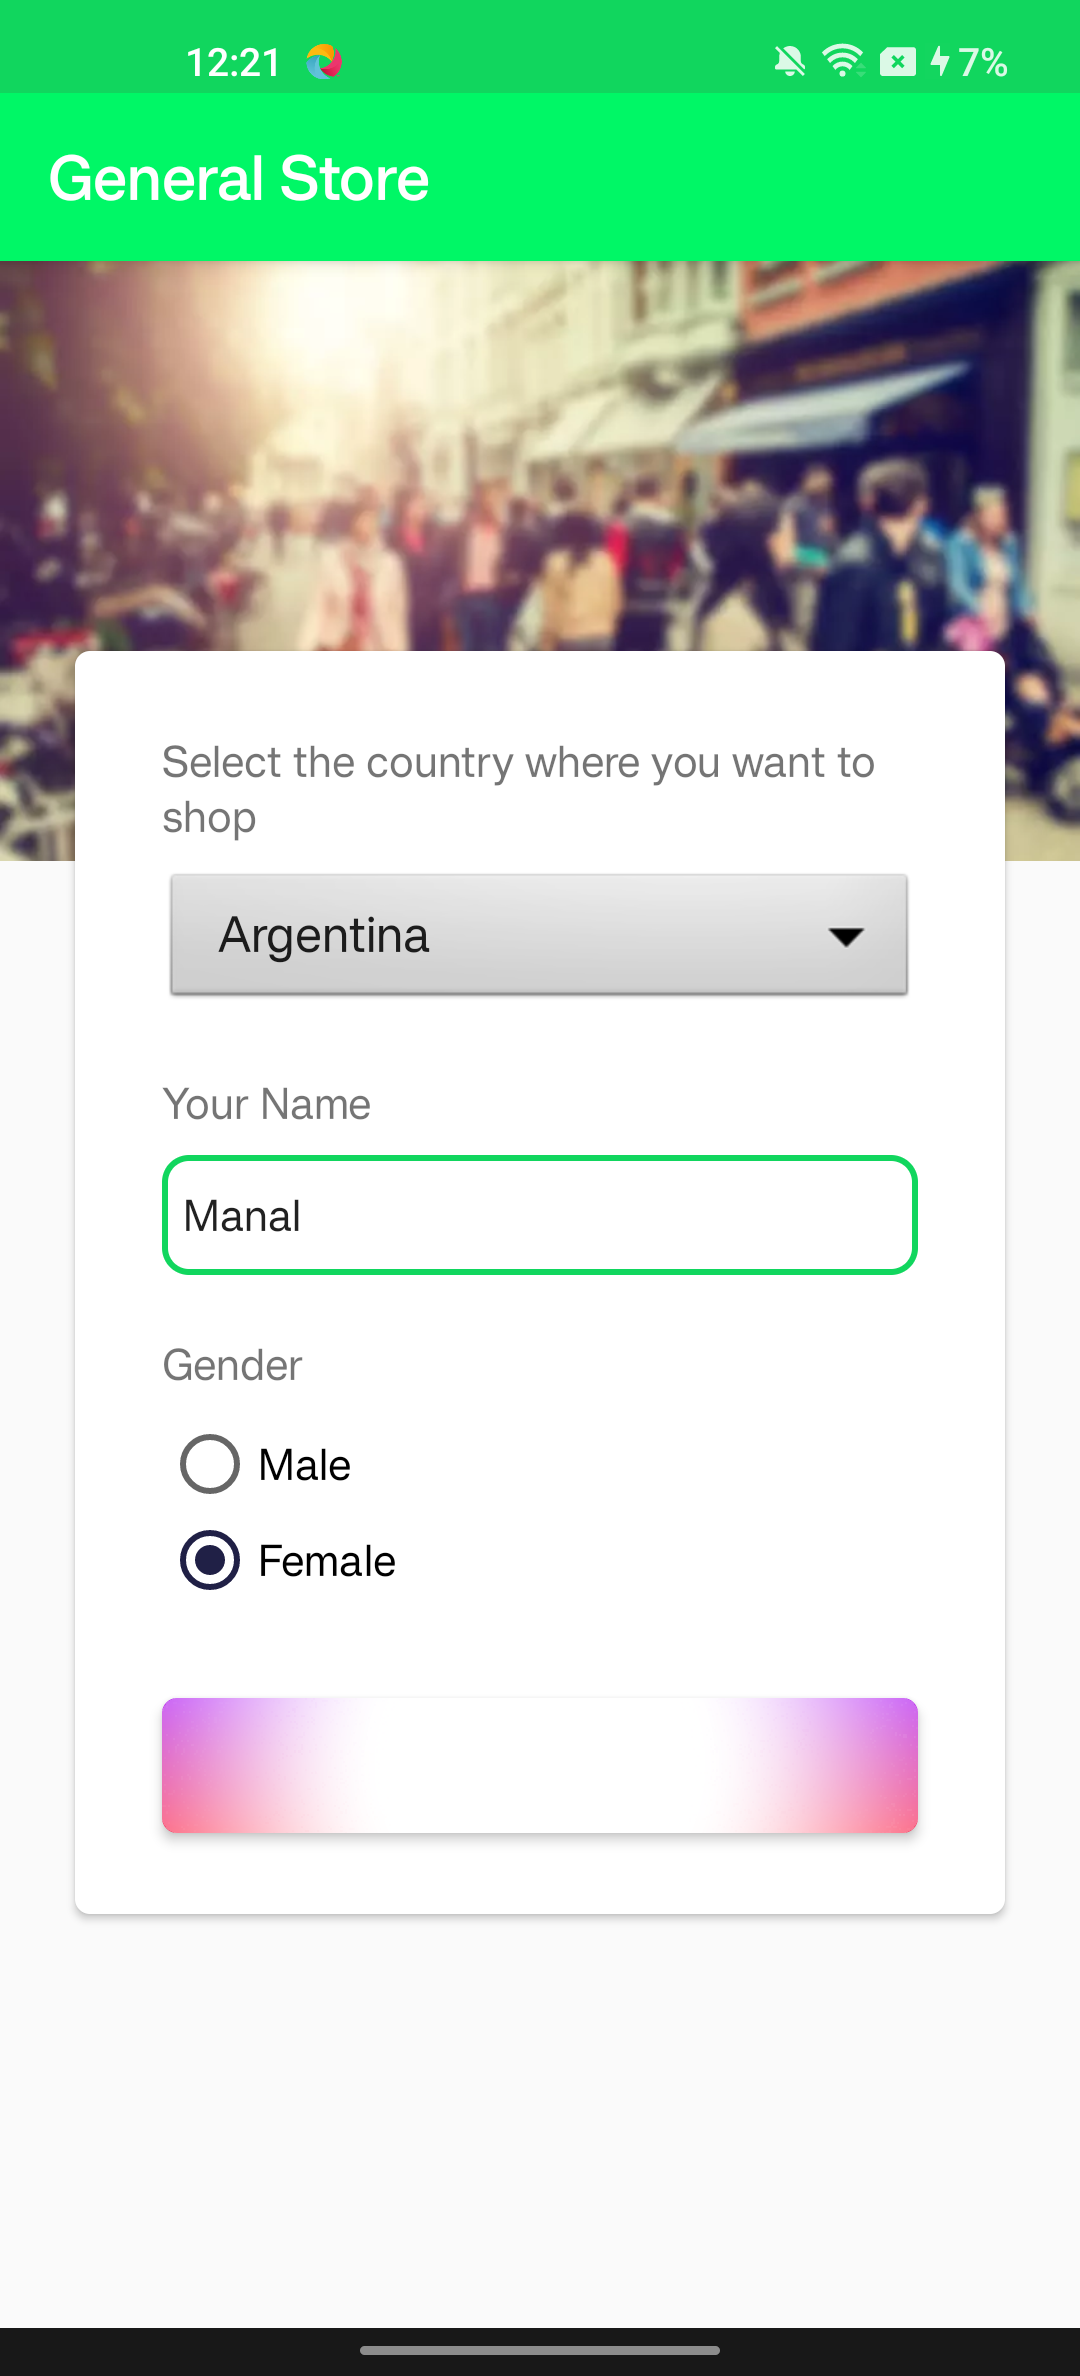 12:21
7%
General Store
Select the country where you want to
shop
Argentina
Your Name
Manal
Gender
Male
Female